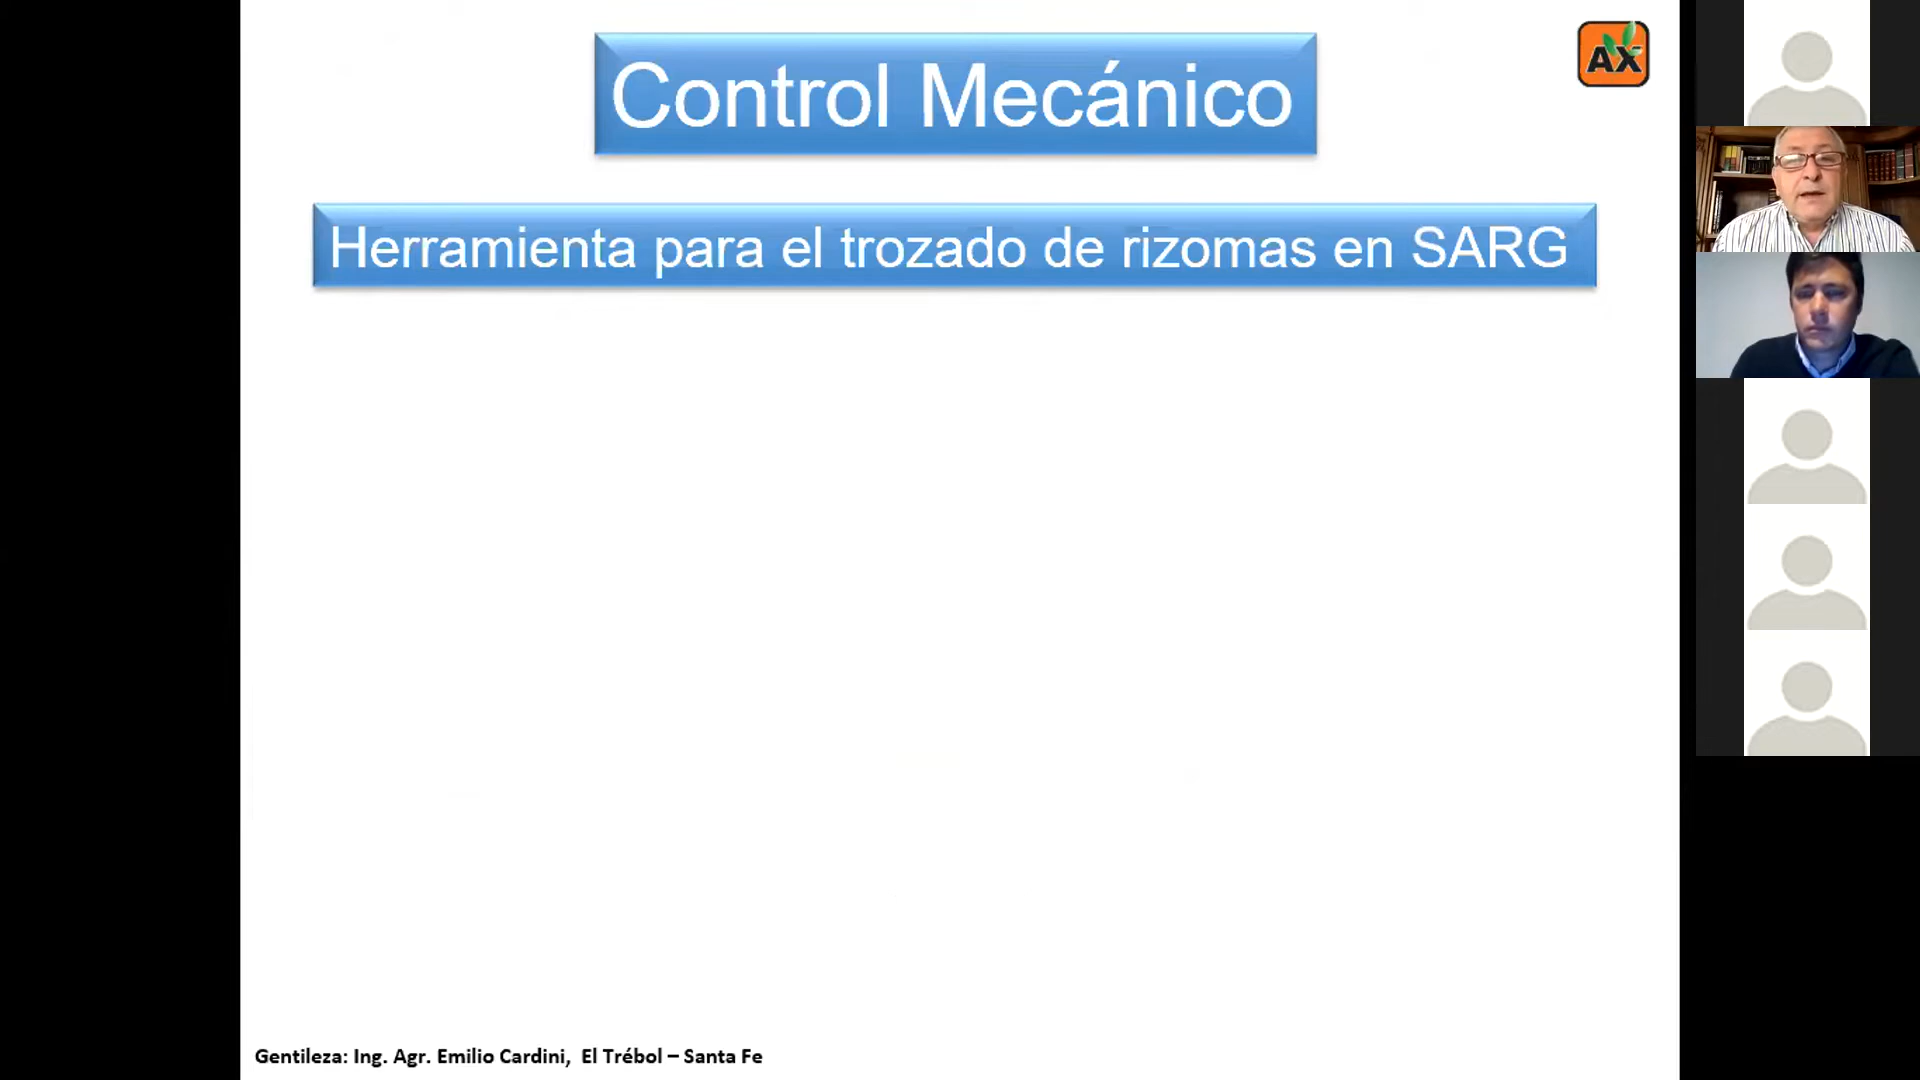 Control Mecánico
AX
Herramienta para el trozado de rizomas en SARG
Gentileza: Ing. Agr. Emilio Cardini, El Trébol – Santa Fe